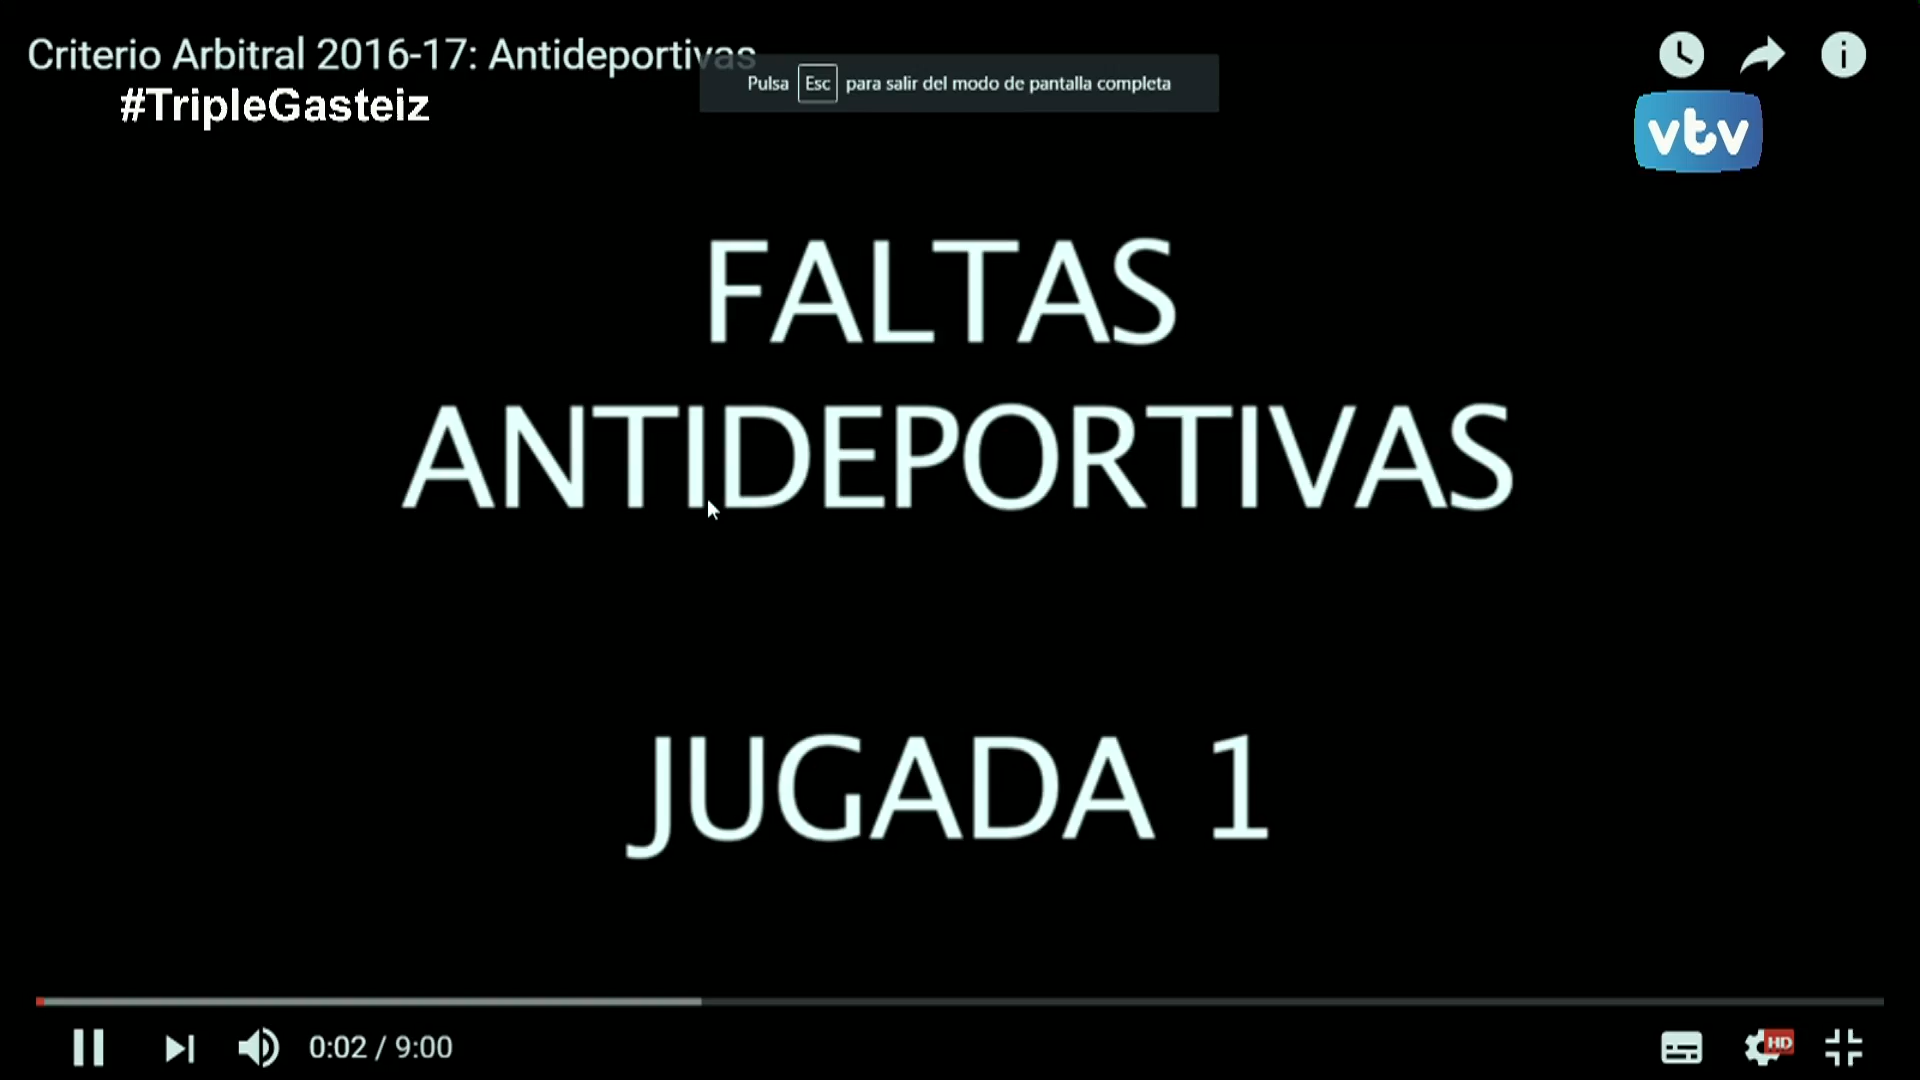 Criterio Arbitral 2016-17: Antideportivas
#TripleGasteiz
Pulsa Esc para salir del modo de pantalla completa
vtv
FALTAS
ANTIDEPORTIVAS
JUGADA 1
0:02 / 9:00
HD